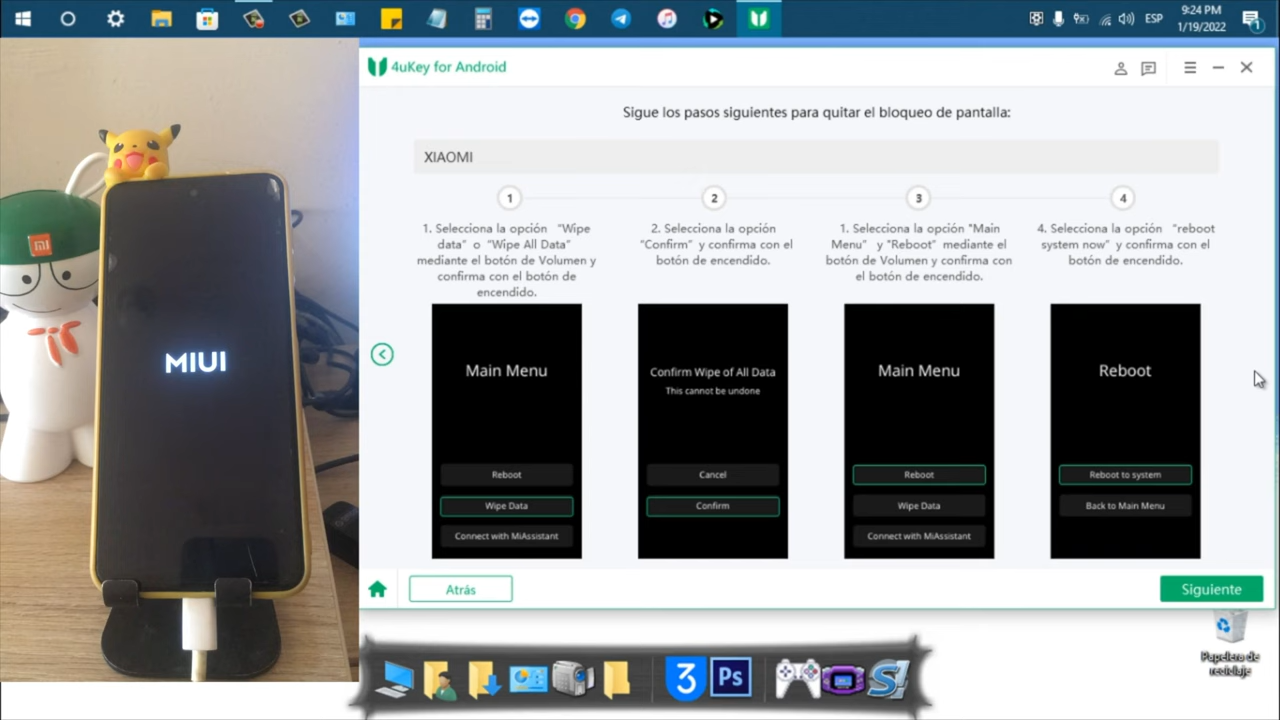 ESP
9:24 PM
1/19/2022
1
4uKey for Android
Sigue los pasos siguientes para quitar el bloqueo de pantalla:
XIAOMI
1
2
3
4
1. Selecciona la opción “Wipe
data” o “Wipe All Data”
mediante el botón de Volumen y
confirma con el botón de
encendido.
2. Selecciona la opción
“Confirm” y confirma con el
botón de encendido.
1. Selecciona la opción "Main
Menu” y "Reboot” mediante el
botón de Volumen y confirma con
el botón de encendido.
4. Selecciona la opción “reboot
system now” y confirma con el
botón de encendido.
Main Menu
Reboot
Wipe Data
Connect with MiAssistant
Confirm Wipe of All Data
This cannot be undone
Cancel
Confirm
Main Menu
Reboot
Wipe Data
Connect with MiAssistant
Reboot
Reboot to system
Back to Main Menu
mi
MIUI
Atrás
Siguiente
Papelera de
reciclaje
3
Ps
S!